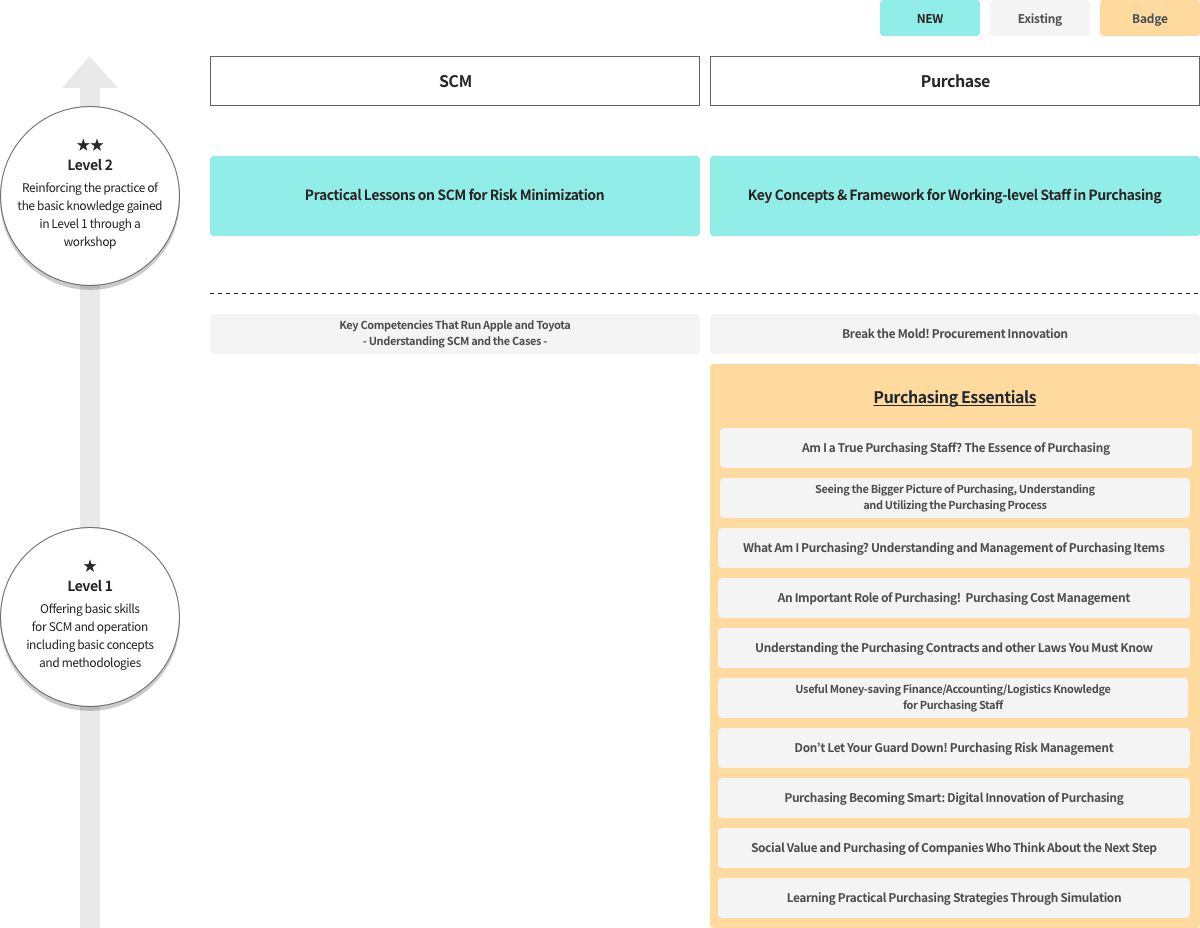 NEW
Existing
Badge
SCM
Purchase
★★
Level 2
Reinforcing the practice of
the basic knowledge gained
in Level 1 through a
workshop
Practical Lessons on SCM for Risk Minimization
Key Concepts & Framework for Working-level Staff in Purchasing
Key Competencies That Run Apple and Toyota
- Understanding SCM and the Cases -
Break the Mold! Procurement Innovation
Purchasing Essentials
Am I a True Purchasing Staff? The Essence of Purchasing
Seeing the Bigger Picture of Purchasing, Understanding
and Utilizing the Purchasing Process
What Am I Purchasing? Understanding and Management of Purchasing Items
★
Level 1
Offering basic skills
for SCM and operation
including basic concepts
and methodologies
An Important Role of Purchasing!  Purchasing Cost Management
Understanding the Purchasing Contracts and other Laws You Must Know
Useful Money-saving Finance/Accounting/Logistics Knowledge
for Purchasing Staff
Don’t Let Your Guard Down! Purchasing Risk Management
Purchasing Becoming Smart: Digital Innovation of Purchasing
Social Value and Purchasing of Companies Who Think About the Next Step
Learning Practical Purchasing Strategies Through Simulation